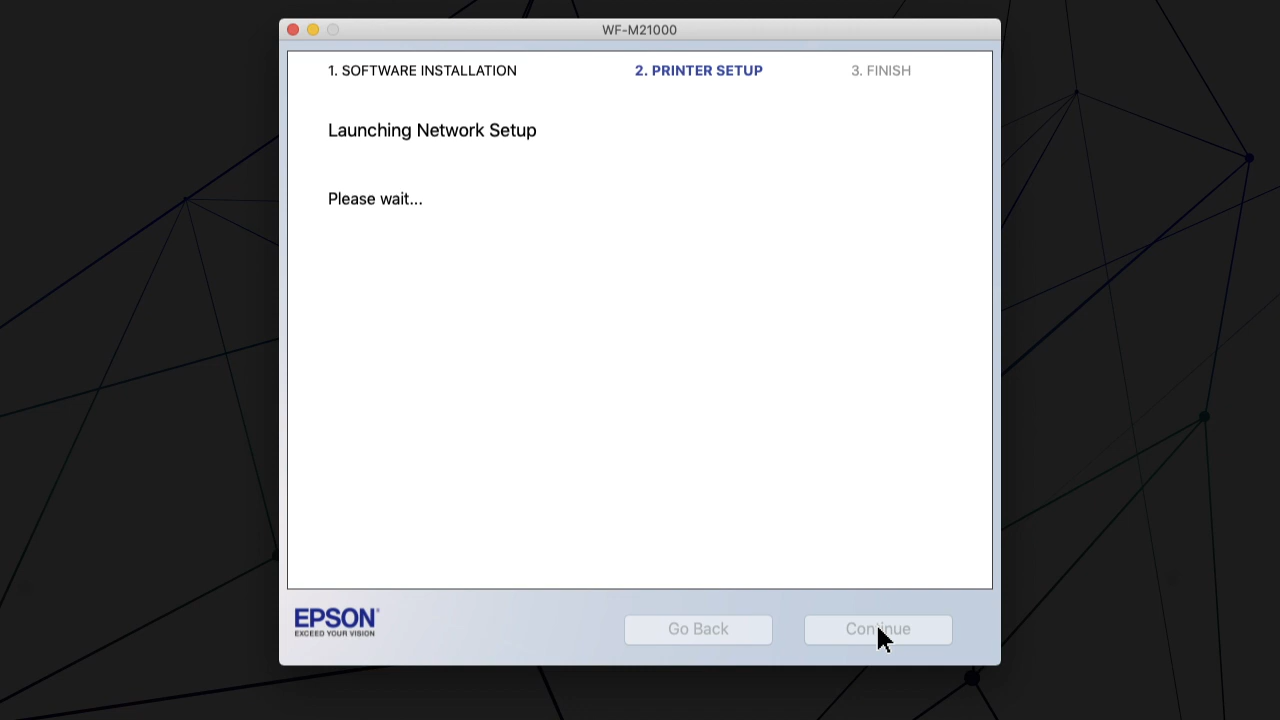 WF-M21000
1. SOFTWARE INSTALLATION
2. PRINTER SETUP
3. FINISH
Launching Network Setup
Please wait...
EPSON®
EXCEED YOUR VISION
Go Back
Continue